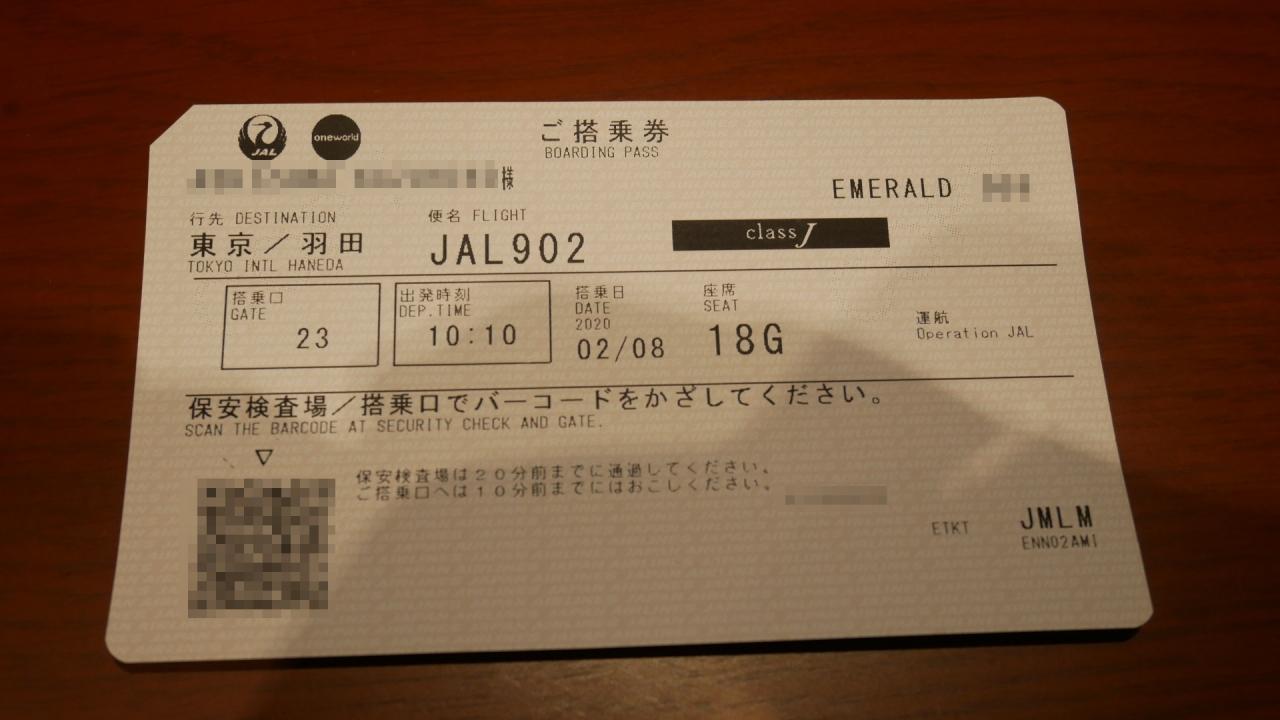 JAL
oneworld
ご搭乗券
BOARDING PASS
様
EMERALD
行先 DESTINATION
便名 FLIGHT
東京/羽田
JAL902
class J
TOKYO INTL HANEDA
搭乗口
GATE
23
出発時刻
DEP.TIME
10:10
搭乗日
DATE
2020
02/08
座席
SEAT
18G
運航
Operation JAL
保安検査場/搭乗口でバーコードをかざしてください。
SCAN THE BARCODE AT SECURITY CHECK AND GATE.
保安検査場は20分前までに通過してください。
ご搭乗口へは10分前までにはおこしください。
ETKT
JMLM
ENN02AM1